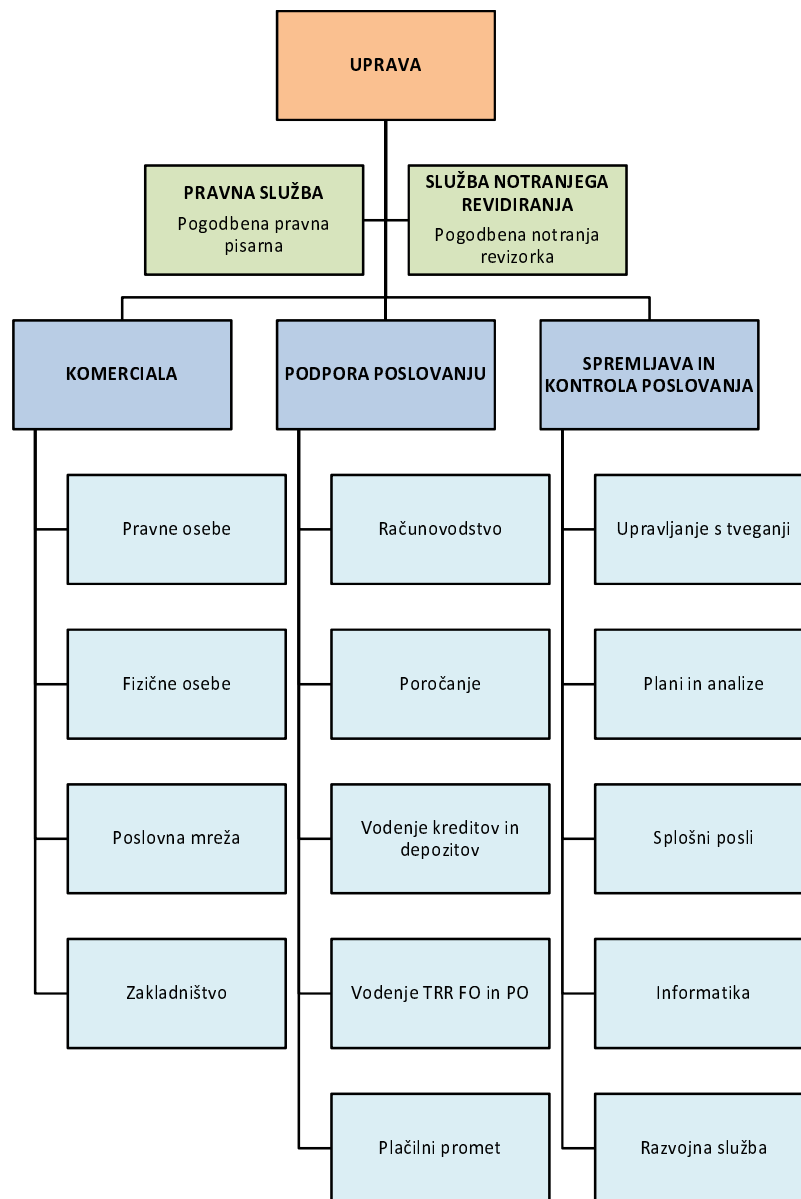 UPRAVA
PRAVNA SLUŽBA
Pogodbena pravna
pisarna
SLUŽBA NOTRANJEGA
REVIDIRANJA
Pogodbena notranja
revizorka
KOMERCIALA
PODPORA POSLOVANJU
SPREMLJAVA IN
KONTROLA POSLOVANJA
Pravne osebe
Računovodstvo
Upravljanje s tveganji
Fizične osebe
Poročanje
Plani in analize
Poslovna mreža
Vodenje kreditov in
depozitov
Splošni posli
Zakladništvo
Vodenje TRR FO in PO
Informatika
Plačilni promet
Razvojna služba